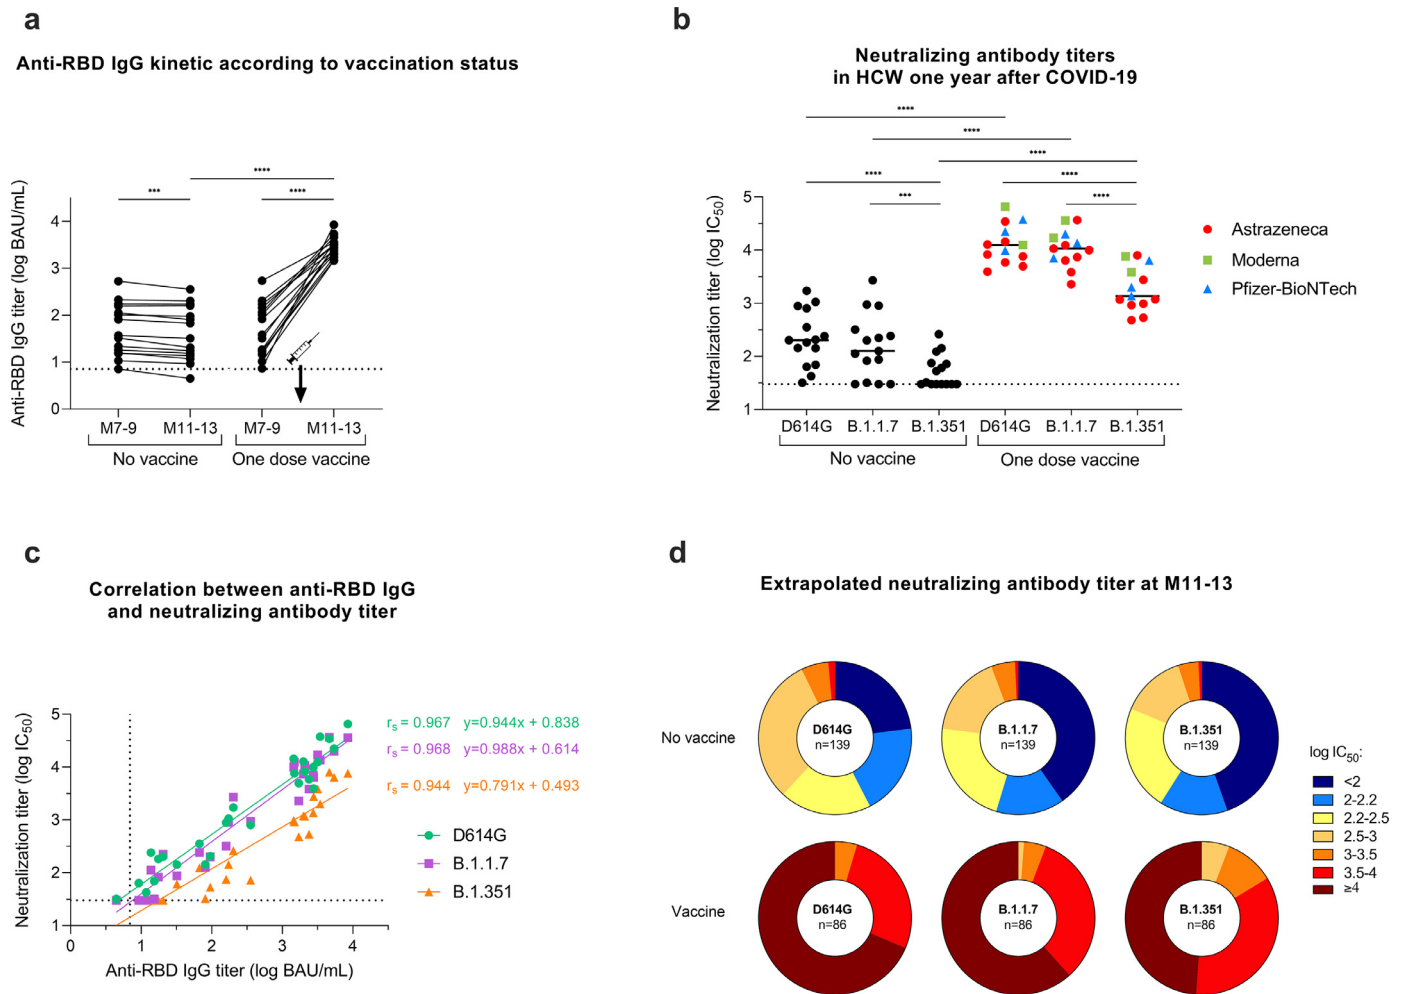 a
Anti-RBD IgG kinetic according to vaccination status
Anti-RBD IgG titer (log BAU/mL)
4
3
2
1
0
***
****
****
M7-9
M11-13
M7-9
M11-13
No vaccine
One dose vaccine
b
Neutralizing antibody titers
in HCW one year after COVID-19
Neutralization titer (log IC50)
5
4
3
2
1
****
****
****
****
****
***
****
D614G
B.1.1.7
B.1.351
D614G
B.1.1.7
B.1.351
No vaccine
One dose vaccine
Astrazeneca
Moderna
Pfizer-BioNTech
c
Correlation between anti-RBD IgG
and neutralizing antibody titer
Neutralization titer (log IC50)
5
4
3
2
1
0
1
2
3
4
Anti-RBD IgG titer (log BAU/mL)
rs = 0.967 y=0.944x + 0.838
rs = 0.968 y=0.988x + 0.614
rs = 0.944 y=0.791x + 0.493
D614G
B.1.1.7
B.1.351
d
Extrapolated neutralizing antibody titer at M11-13
No vaccine
D614G
n=139
B.1.1.7
n=139
B.1.351
n=139
Vaccine
D614G
n=86
B.1.1.7
n=86
B.1.351
n=86
log IC50:
<2
2-2.2
2.2-2.5
2.5-3
3-3.5
3.5-4
≥4